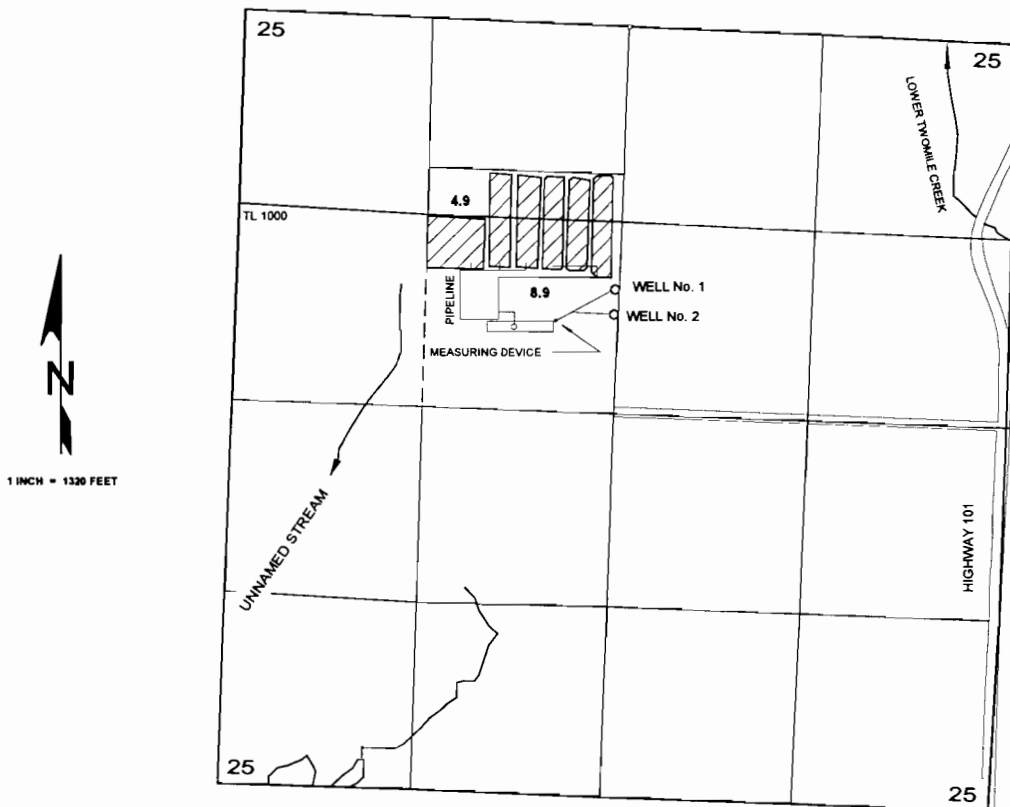 25
25
LOWER TWOMILE CREEK
4.9
TL 1000
8.9
WELL No. 1
PIPELINE
WELL No. 2
MEASURING DEVICE
N
1 INCH = 1320 FEET
UNNAMED STREAM
HIGHWAY 101
25
25